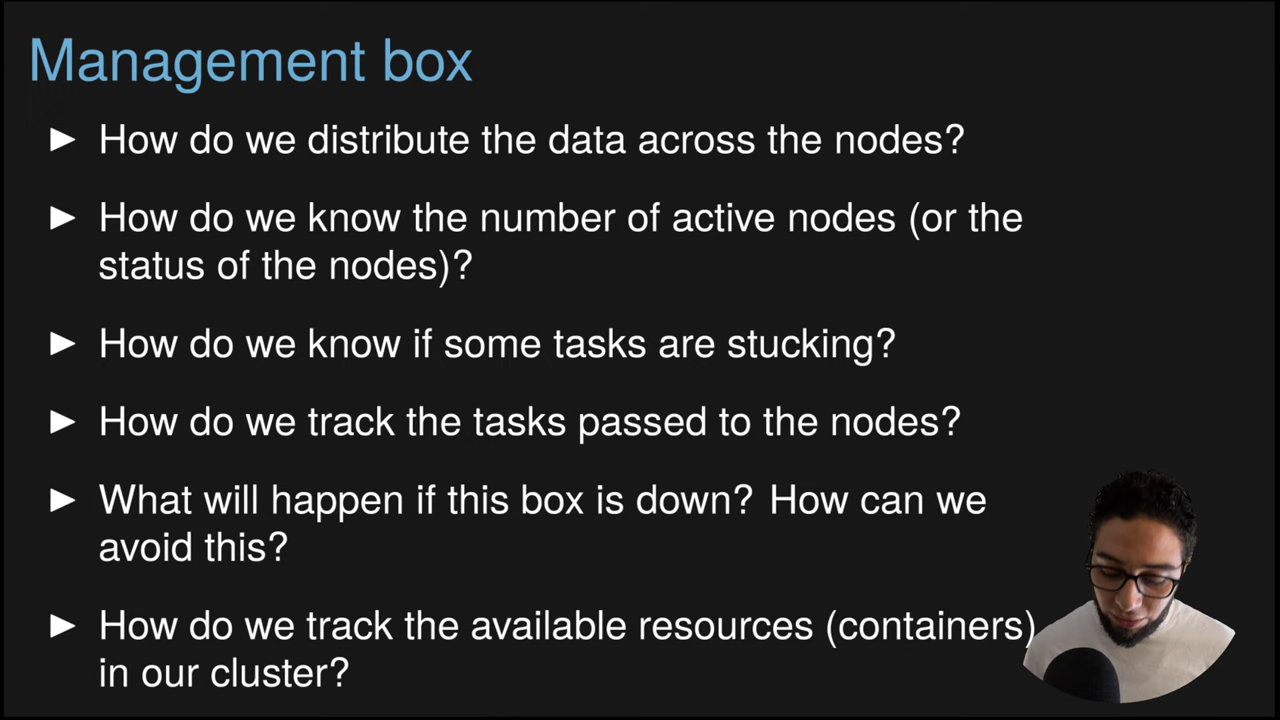 Management box
► How do we distribute the data across the nodes?
► How do we know the number of active nodes (or the
status of the nodes)?
► How do we know if some tasks are stucking?
► How do we track the tasks passed to the nodes?
► What will happen if this box is down? How can we
avoid this?
► How do we track the available resources (containers)
in our cluster?